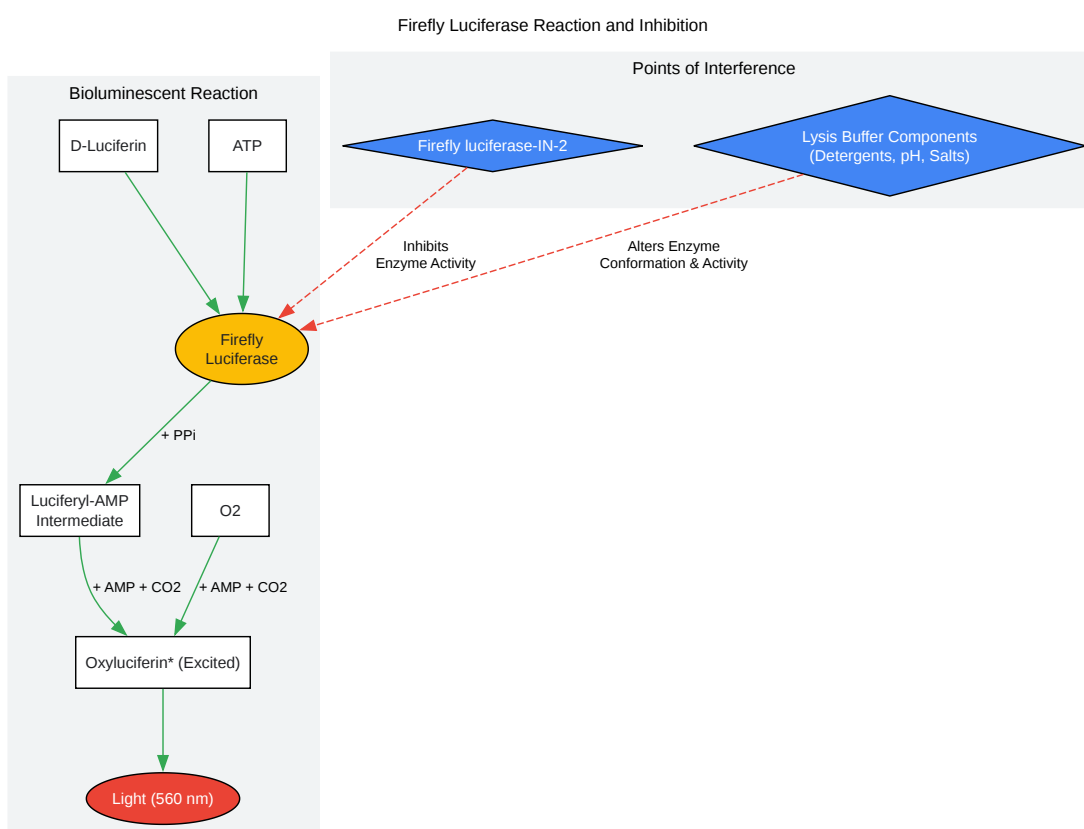 Firefly Luciferase Reaction and Inhibition
Points of Interference
Bioluminescent Reaction
D-Luciferin
ATP
Firefly luciferase-IN-2
Lysis Buffer Components
(Detergents, pH, Salts)
Inhibits
Enzyme Activity
Alters Enzyme
Conformation & Activity
Firefly
Luciferase
+ PPi
Luciferyl-AMP
Intermediate
O2
+ AMP + CO2
+ AMP + CO2
Oxyluciferin* (Excited)
Light (560 nm)